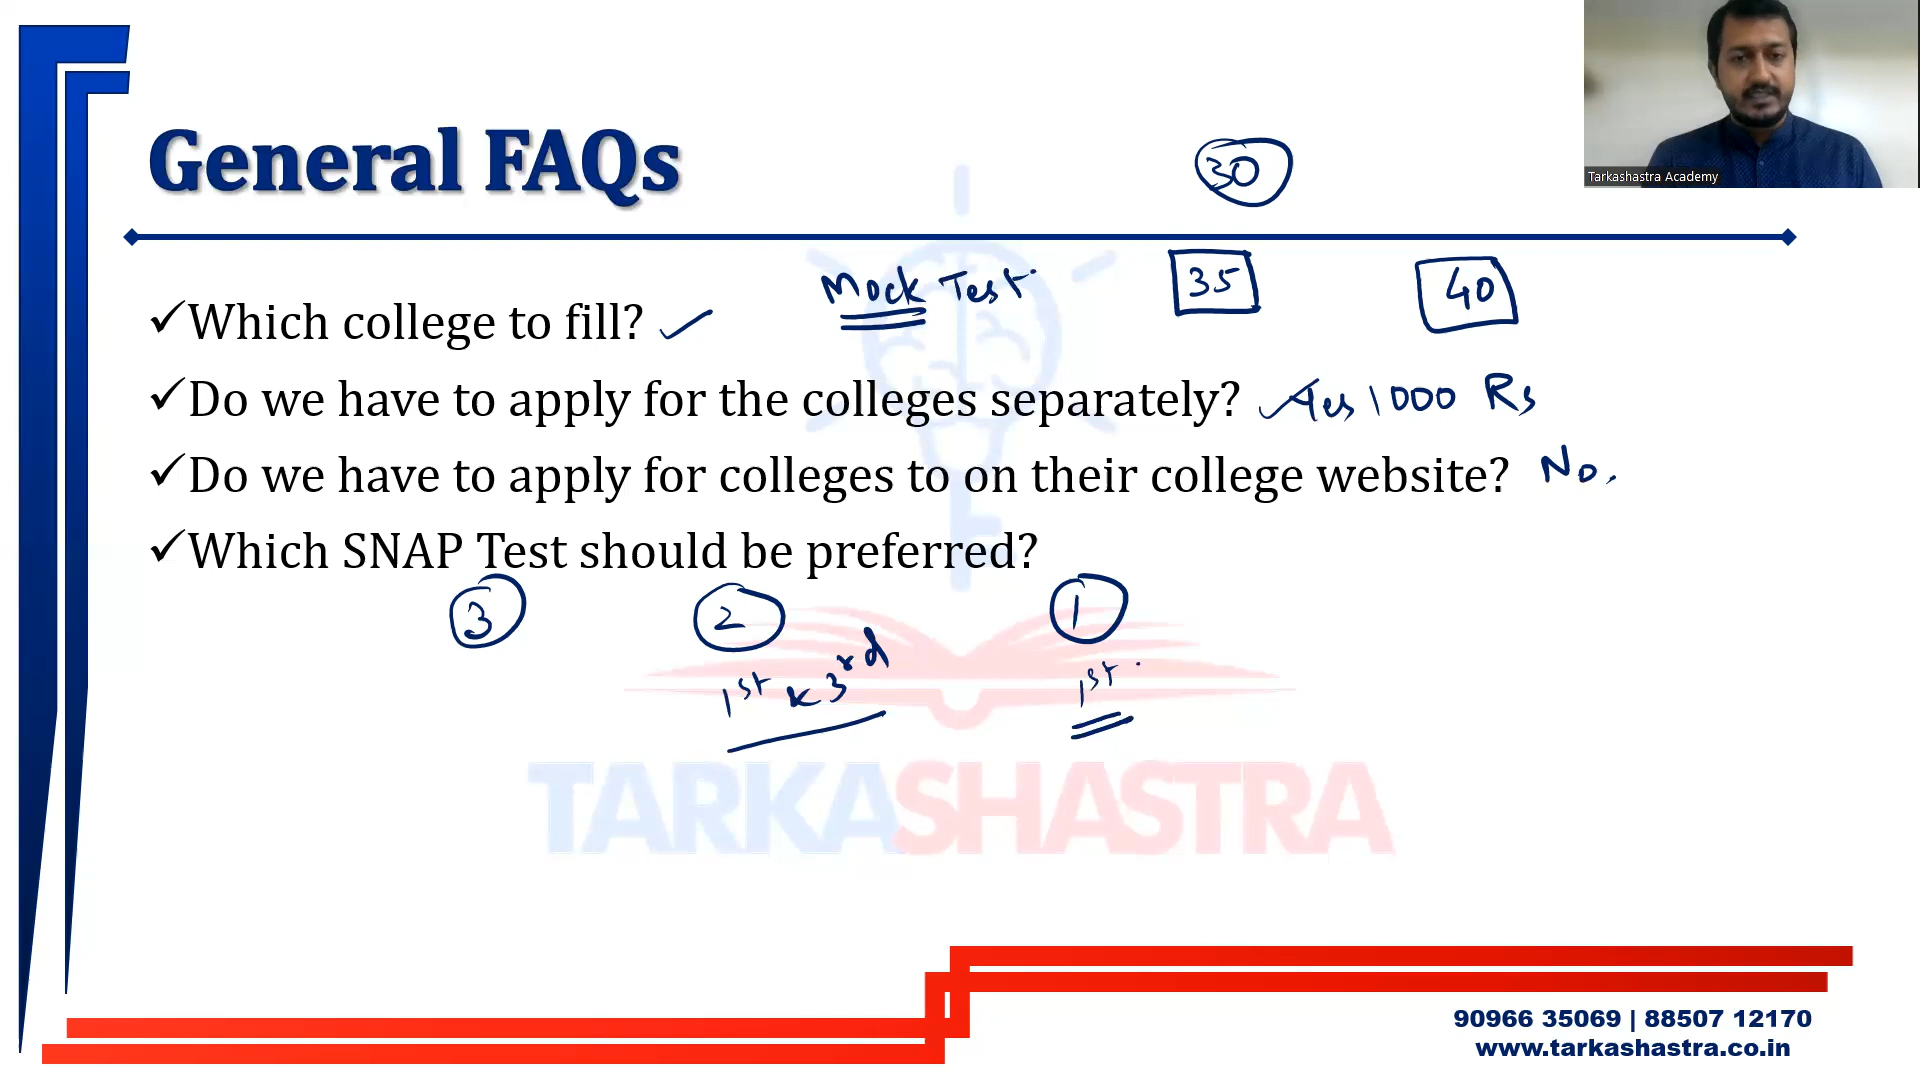 Tarkashastra Academy
General FAQs
30
Mock Test
35
40
✓Which college to fill? ✓
✓Do we have to apply for the colleges separately? 1000 Rs
✓Do we have to apply for colleges to on their college website? No.
✓Which SNAP Test should be preferred?
3
2
1
1st & 3rd
1st.
TARKASHASTRA
90966 35069 | 88507 12170
www.tarkashastra.co.in